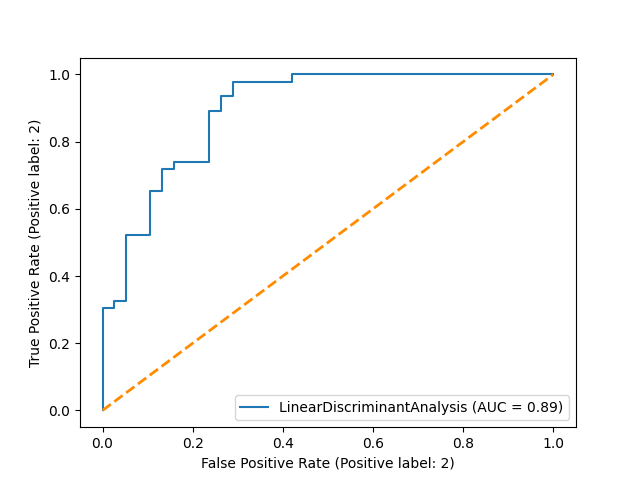 1.0
0.8
0.6
0.4
0.2
0.0
True Positive Rate (Positive label: 2)
LinearDiscriminantAnalysis (AUC = 0.89)
0.0 0.2 0.4 0.6 0.8 1.0
False Positive Rate (Positive label: 2)